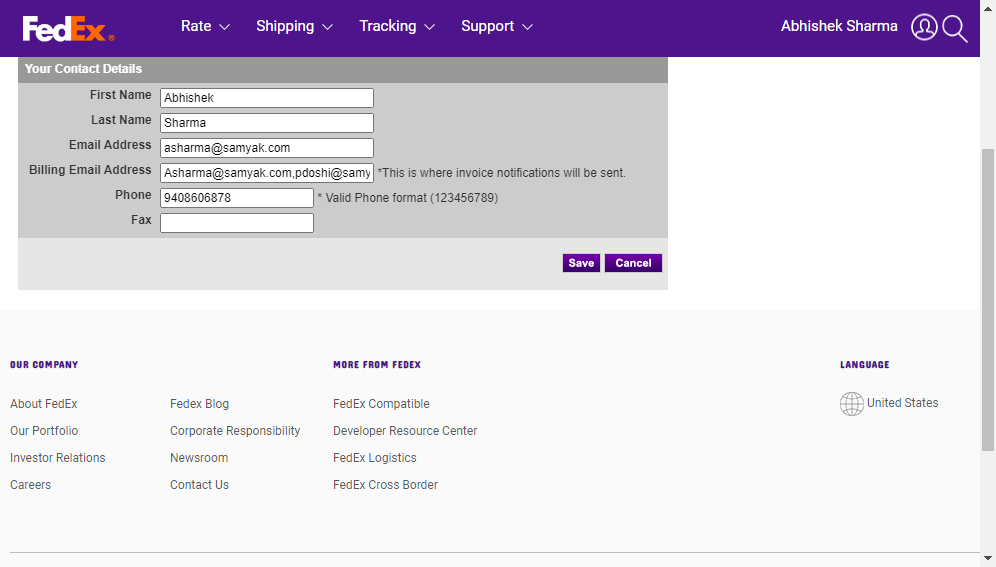 FedEx® Rate Shipping Tracking Support Abhishek Sharma
Your Contact Details
First Name Abhishek
Last Name Sharma
Email Address asharma@samyak.com
Billing Email Address Asharma@samyak.com,pdoshi@samy *This is where invoice notifications will be sent.
Phone 9408606878 * Valid Phone format (123456789)
Fax
Save Cancel
OUR COMPANY
About FedEx
Our Portfolio
Investor Relations
Careers
Fedex Blog
Corporate Responsibility
Newsroom
Contact Us
MORE FROM FEDEX
FedEx Compatible
Developer Resource Center
FedEx Logistics
FedEx Cross Border
LANGUAGE
United States